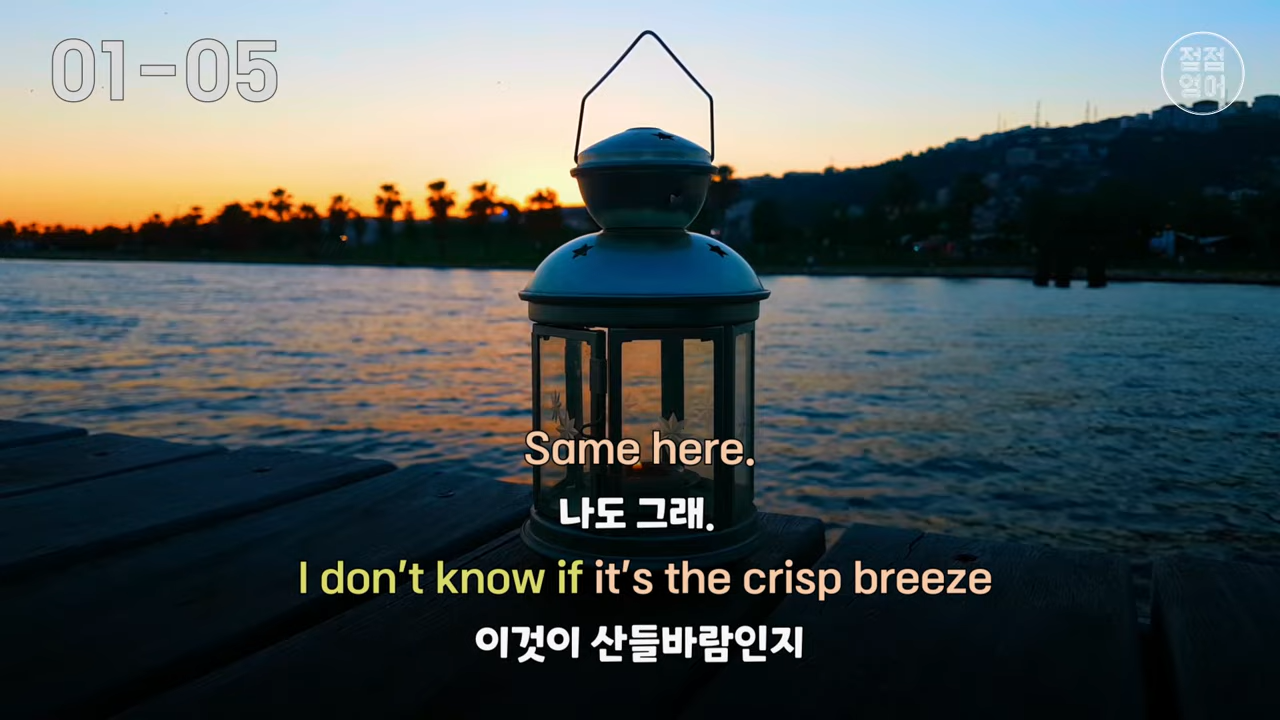 01-05
점점
영어
Same here.
나도 그래.
I don't know if it's the crisp breeze
이것이 산들바람인지